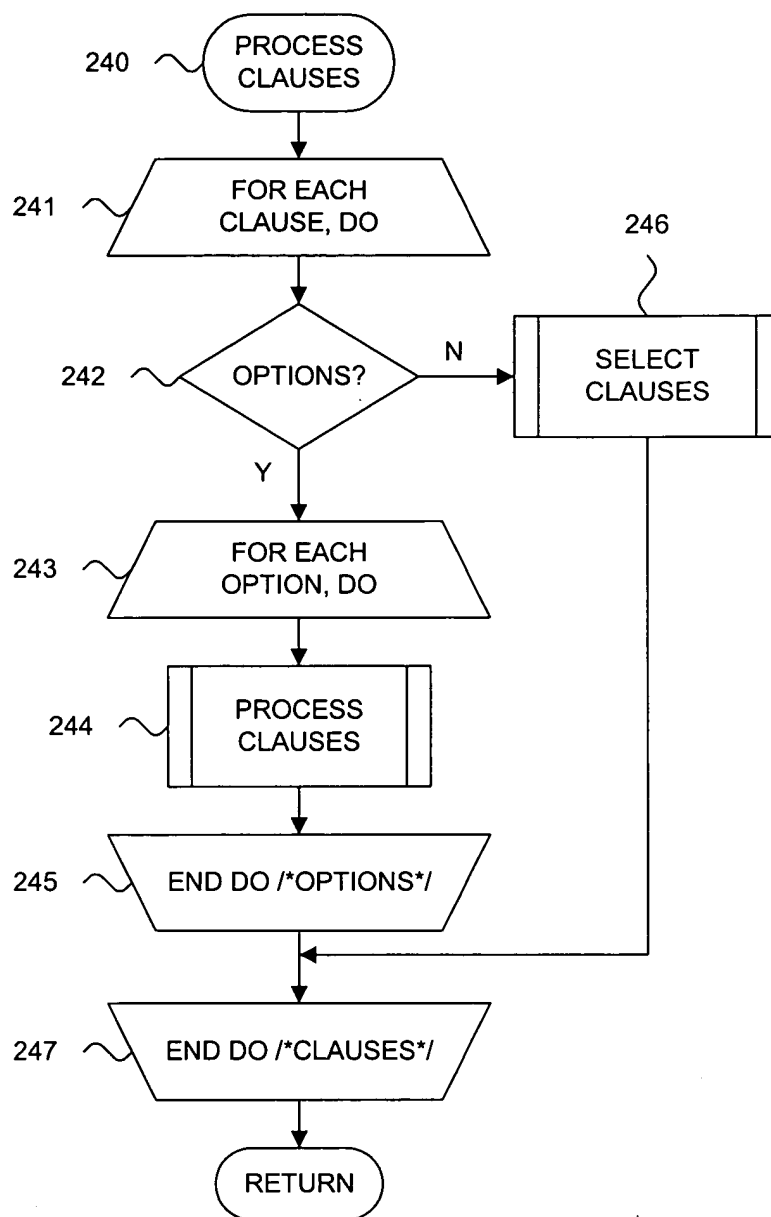 240
PROCESS
CLAUSES
241
FOR EACH
CLAUSE, DO
246
242
OPTIONS?
N
SELECT
CLAUSES
Y
243
FOR EACH
OPTION, DO
244
PROCESS
CLAUSES
245
END DO /*OPTIONS*/
247
END DO /*CLAUSES*/
RETURN